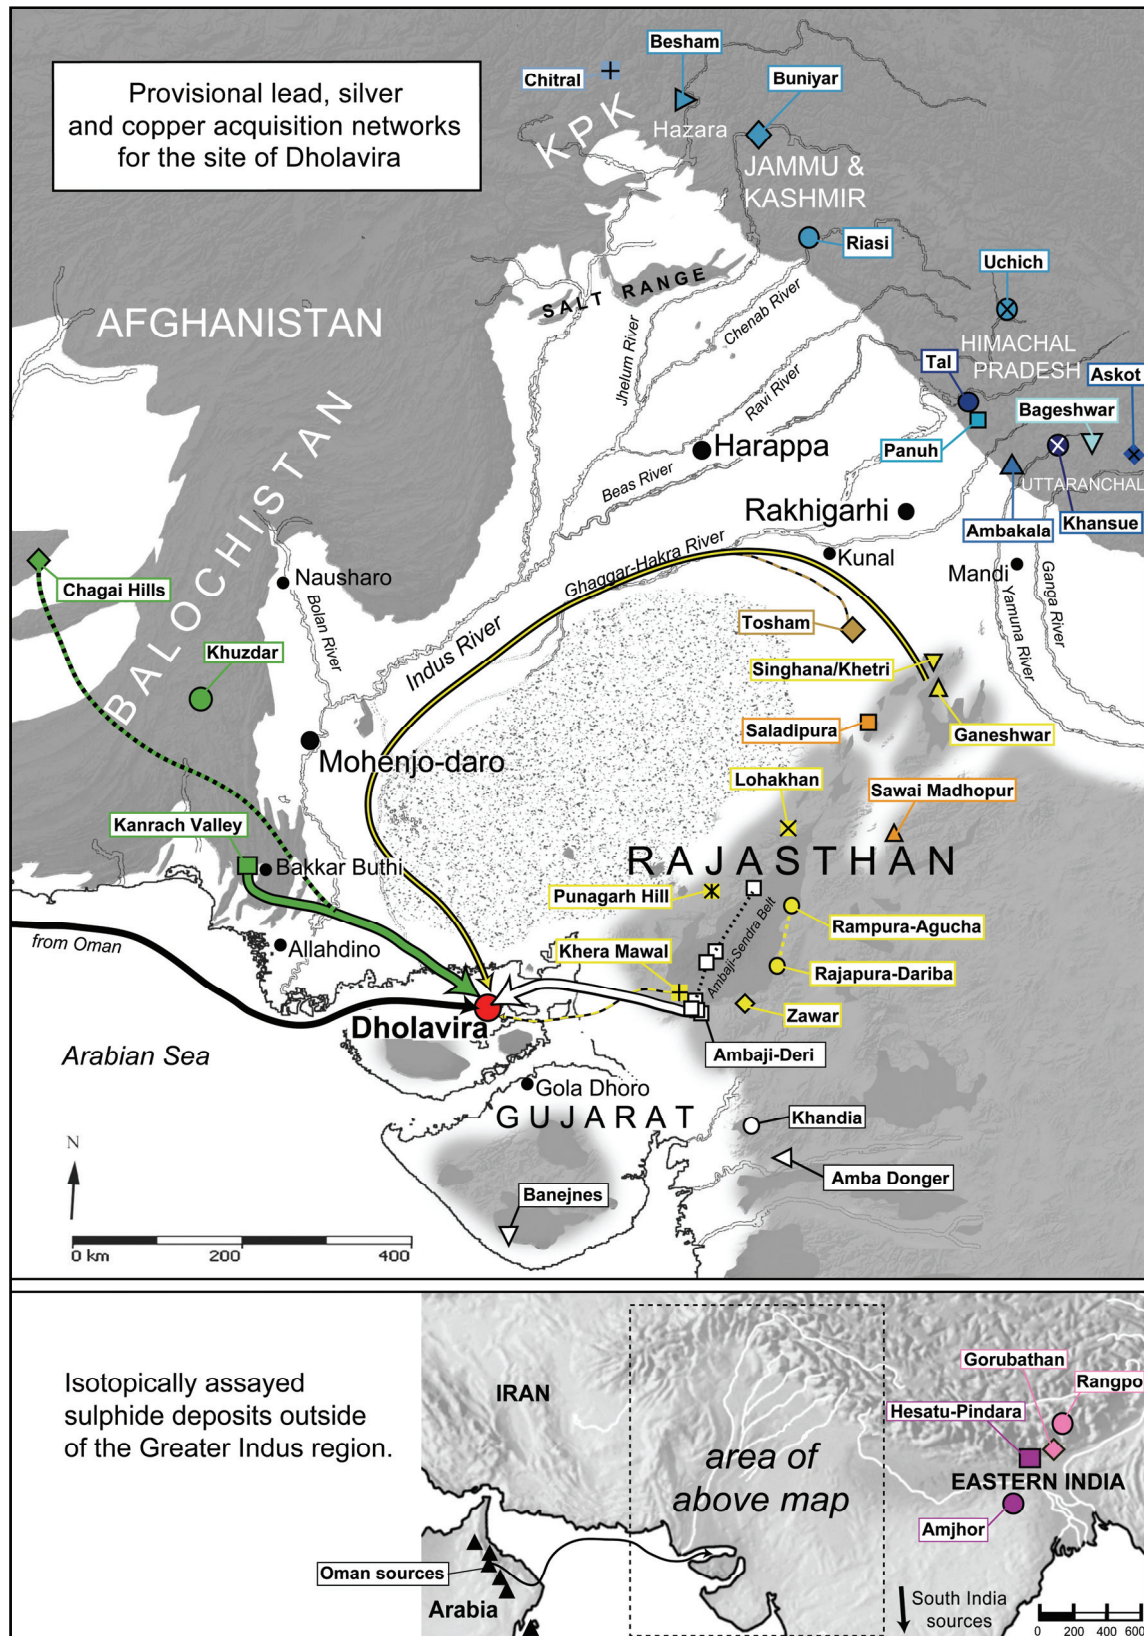 Provisional lead, silver
and copper acquisition networks
for the site of Dholavira
Besham
Chitral
Buniyar
KPK
Hazara
JAMMU &
KASHMIR
Riasi
Uchich
SALT RANGE
Chenab River
AFGHANISTAN
HIMACHAL
PRADESH
Jhelum River
Tal
Askot
Ravi River
Bageshwar
Harappa
Panuh
Beas River
UTTARANCHAL
Rakhigarhi
Ambakala
Khansue
Ghaggar-Hakra River
Kunal
Mandi
Ganga River
Yamuna River
Chagai Hills
Nausharo
Bolan River
BALOCHISTAN
Indus River
Tosham
Khuzdar
Singhana/Khetri
Saladipura
Ganeshwar
Mohenjo-daro
Lohakhan
Sawai Madhopur
Kanrach Valley
Bakkar Buthi
RAJASTHAN
Punagarh Hill
Ambaji-Sendra Belt
Rampura-Agucha
from Oman
Allahdino
Khera Mawal
Rajapura-Dariba
Zawar
Dholavira
Arabian Sea
Ambaji-Deri
Gola Dhoro
GUJARAT
Khandia
N
Amba Donger
Banejnes
0 km 200 400
Isotopically assayed
sulphide deposits outside
of the Greater Indus region.
IRAN
Gorubathan
Rangpo
Hesatu-Pindara
area of
above map
EASTERN INDIA
Amjhor
Oman sources
Arabia
South India
sources
0 200 400 600